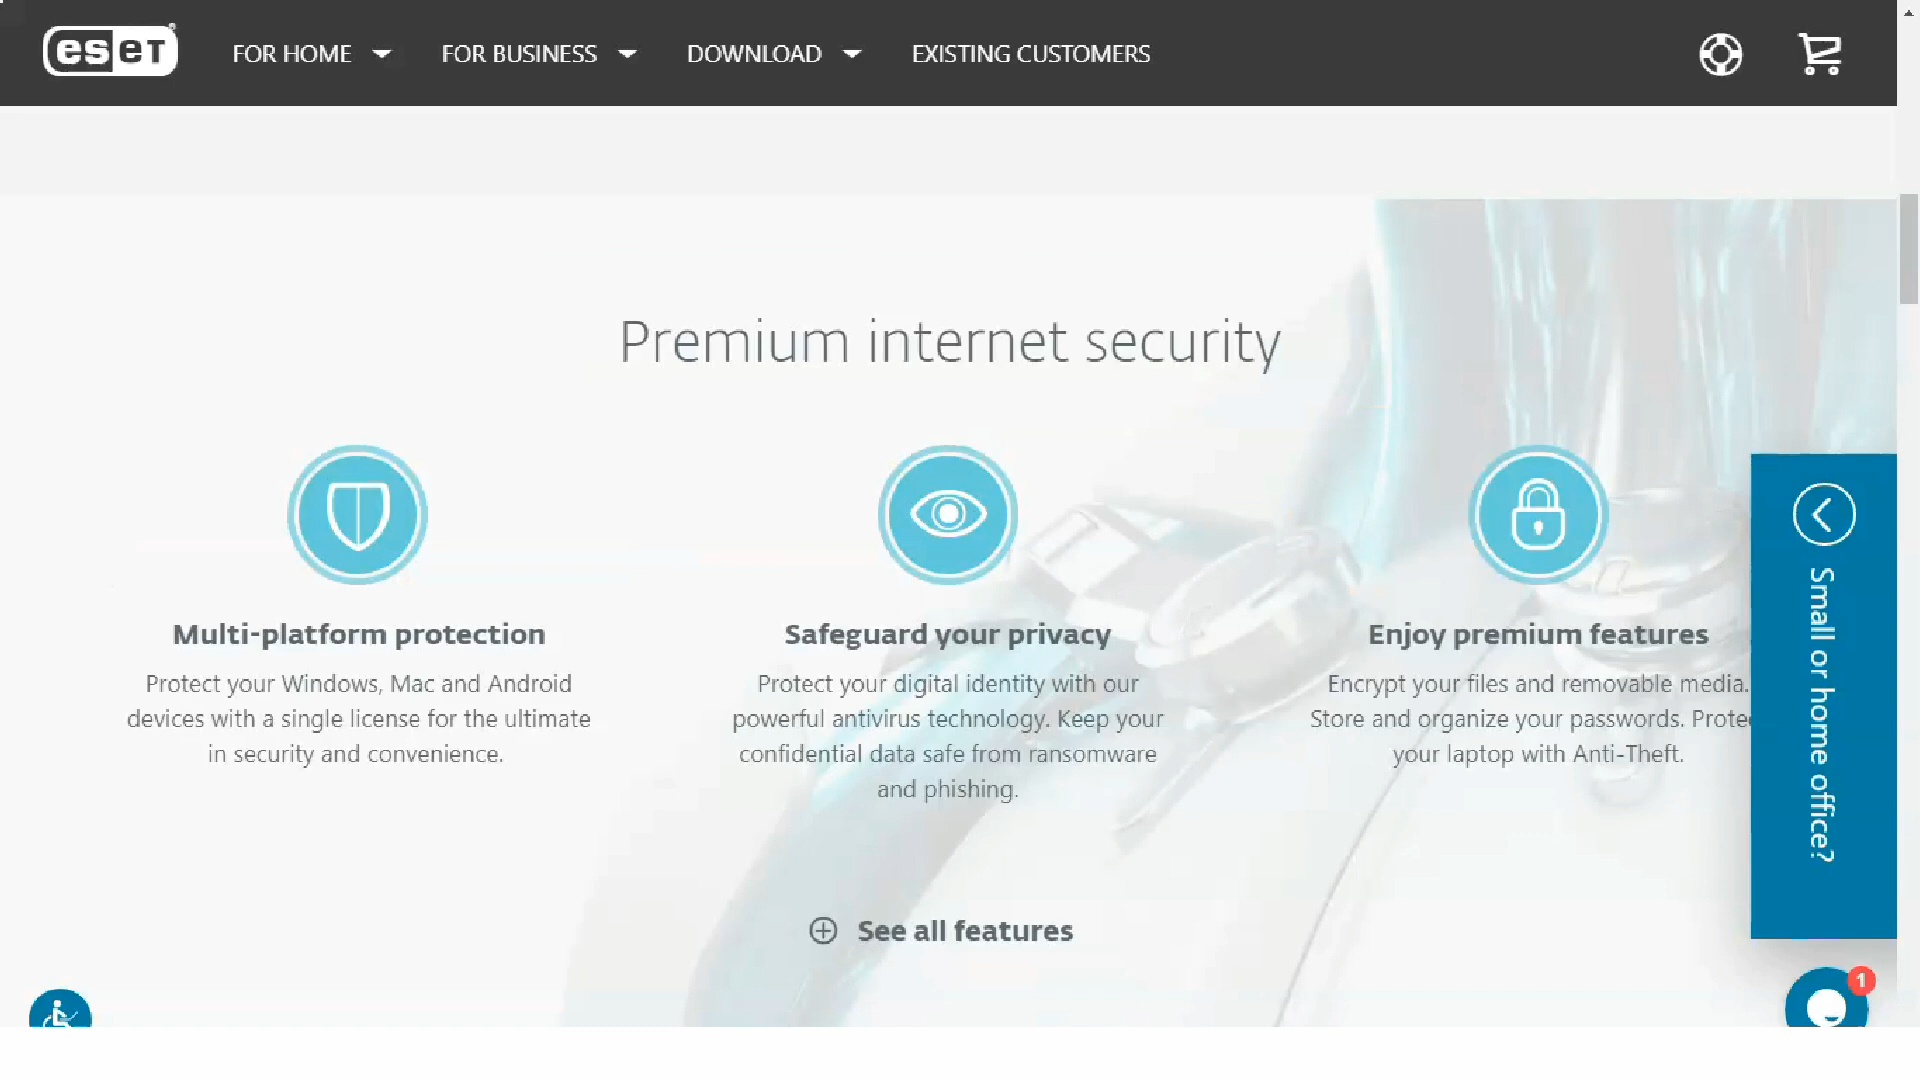 eseT®
FOR HOME
FOR BUSINESS
DOWNLOAD
EXISTING CUSTOMERS
Premium internet security
Multi-platform protection
Protect your Windows, Mac and Android
devices with a single license for the ultimate
in security and convenience.
Safeguard your privacy
Protect your digital identity with our
powerful antivirus technology. Keep your
confidential data safe from ransomware
and phishing.
Enjoy premium features
Encrypt your files and removable media.
Store and organize your passwords. Protec
your laptop with Anti-Theft.
Small or home office?
See all features
1